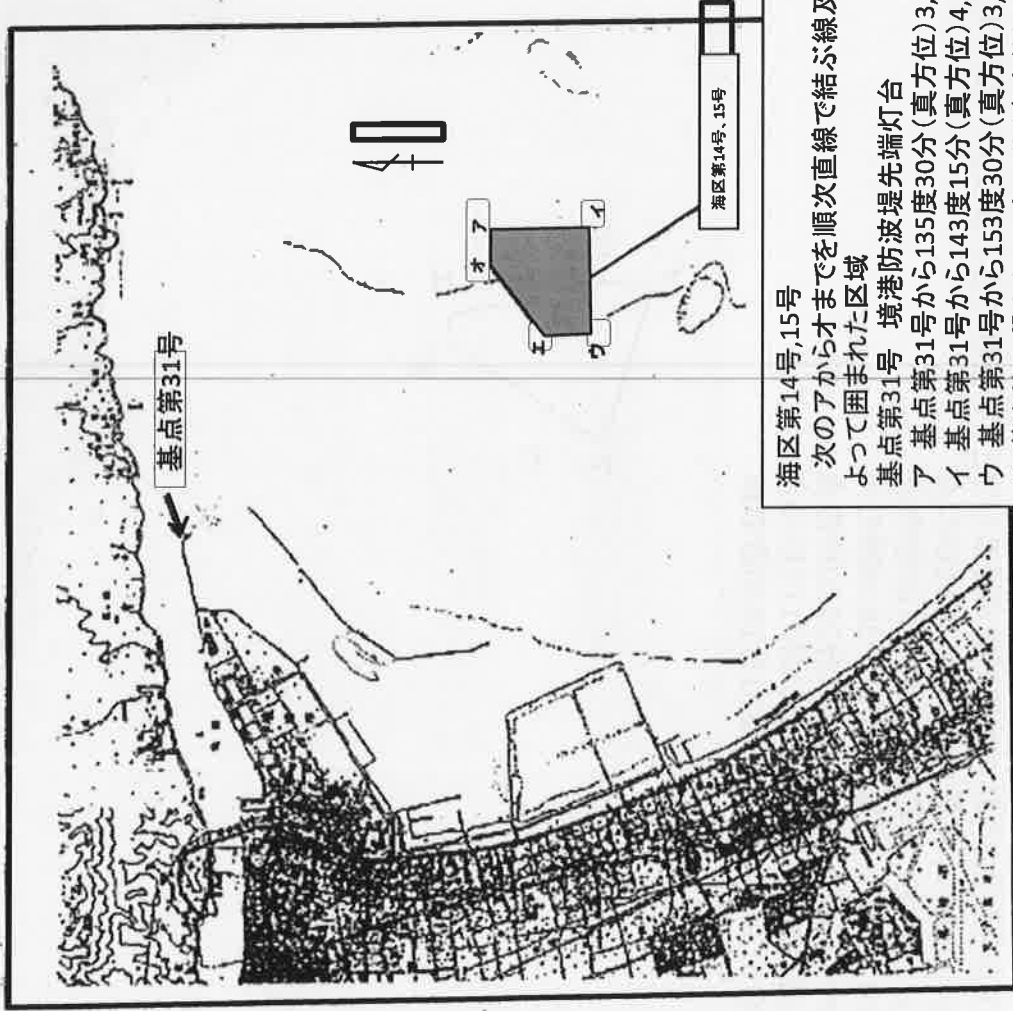 基点第31号
オ
ア
エ
イ
ウ
海区第14号、15号
海区第14号,15号
次のアからオまでを順次直線で結ぶ線及
よって囲まれた区域
基点第31号 境港防波堤先端灯台
ア 基点第31号から135度30分(真方位)3,
イ 基点第31号から143度15分(真方位)4,
ウ 基点第31号から153度30分(真方位)3,